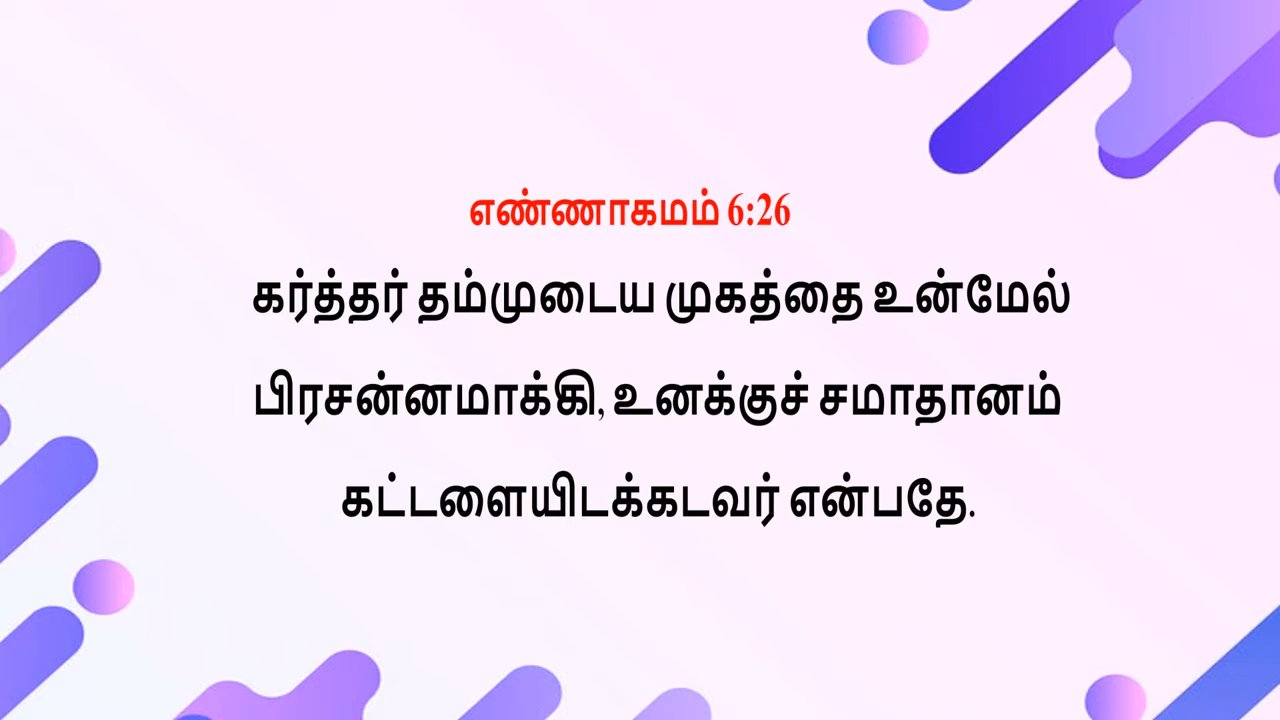 எண்ணாகமம் 6:26
கர்த்தர் தம்முடைய முகத்தை உன்மேல்
பிரசன்னமாக்கி, உனக்குச் சமாதானம்
கட்டளையிடக்கடவர் என்பதே.